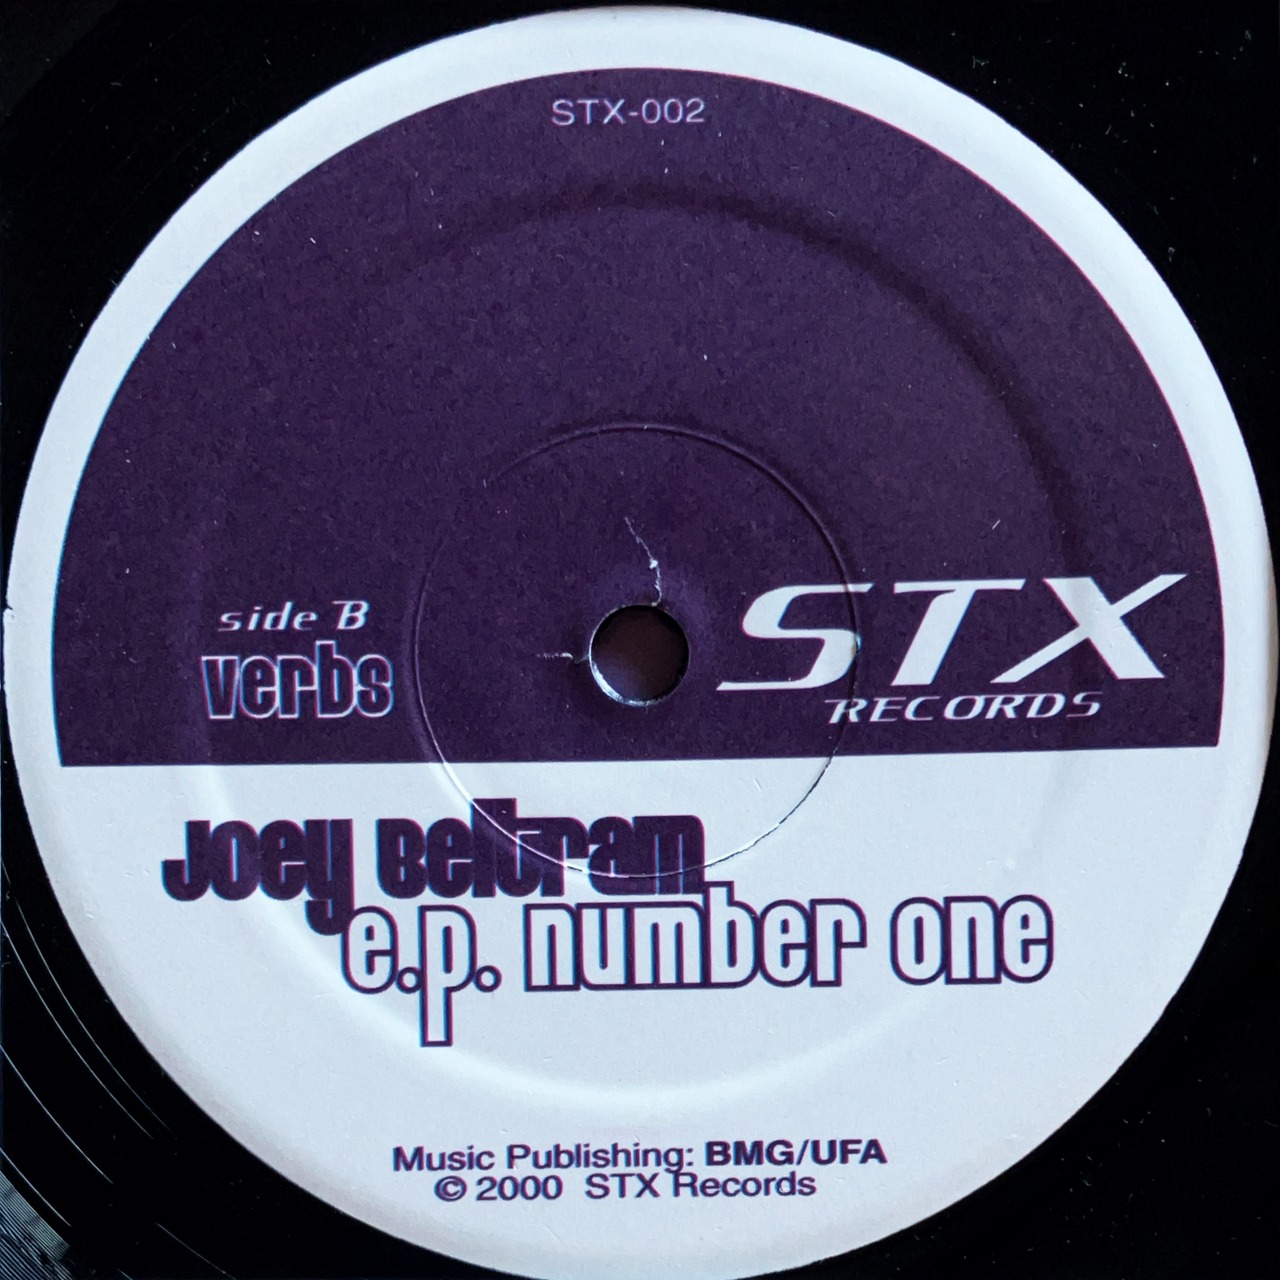 STX-002
side B
verbs
STX
RECORDS
Joey Beltram
e.p. number one
Music Publishing: BMG/UFA
© 2000 STX Records